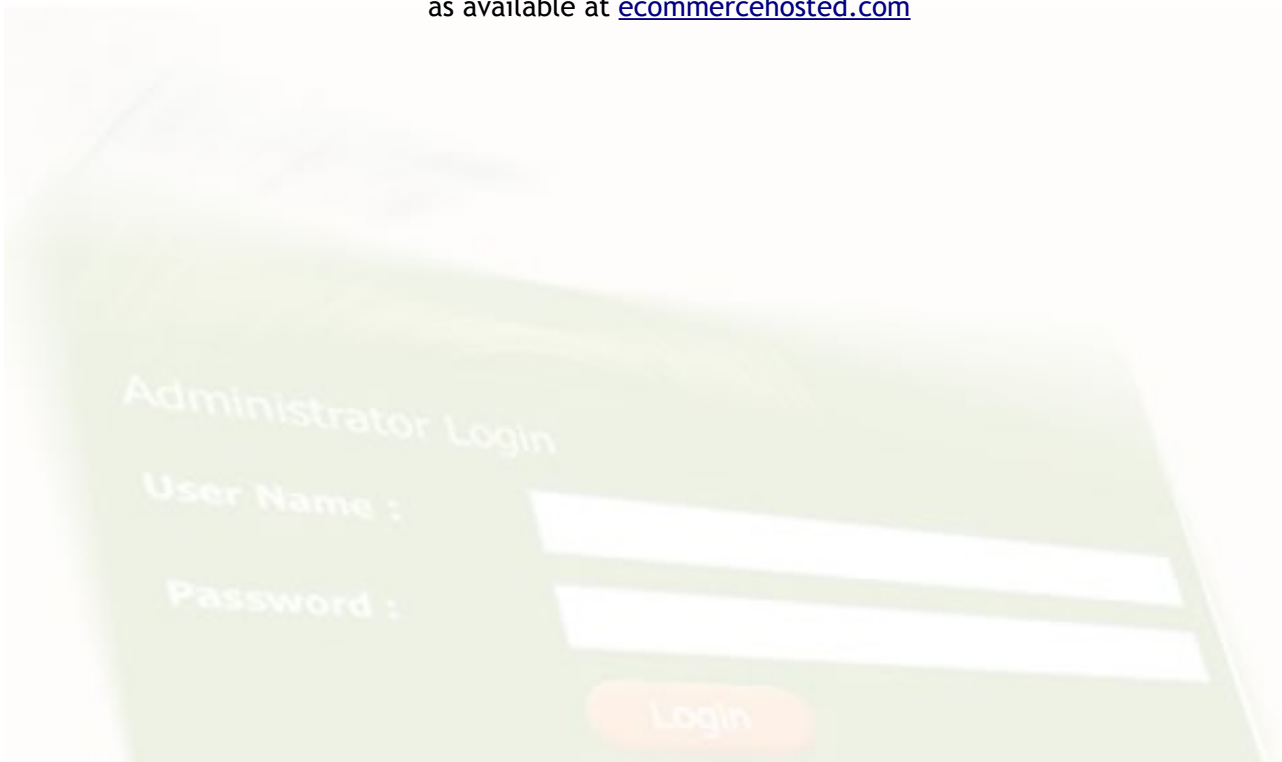 as available at ecommercehosted.com
Administrator Login
User Name :
Password :
Login